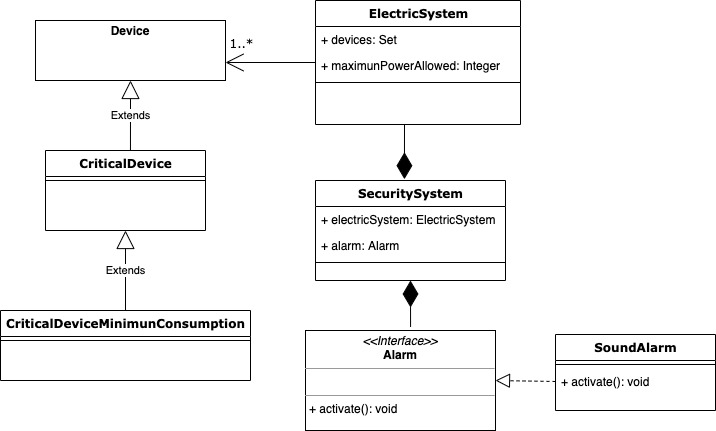 Device
1..*
ElectricSystem
+ devices: Set
+ maximunPowerAllowed: Integer
Extends
CriticalDevice
SecuritySystem
+ electricSystem: ElectricSystem
+ alarm: Alarm
Extends
CriticalDeviceMinimunConsumption
<<Interface>>
Alarm
+ activate(): void
SoundAlarm
+ activate(): void